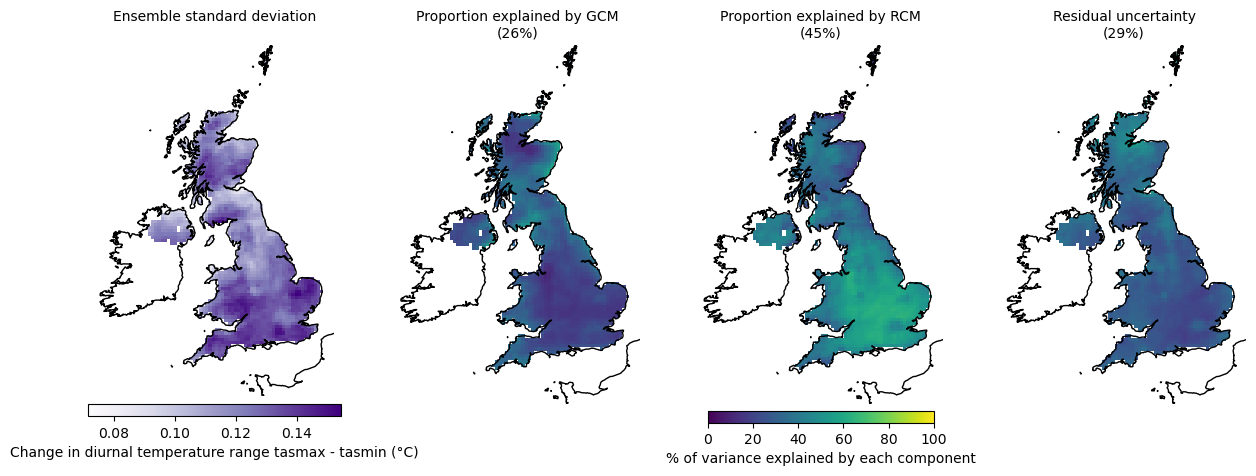 Ensemble standard deviation
Proportion explained by GCM
(26%)
Proportion explained by RCM
(45%)
Residual uncertainty
(29%)
0.08 0.10 0.12 0.14
Change in diurnal temperature range tasmax - tasmin (°C)
0 20 40 60 80 100
% of variance explained by each component